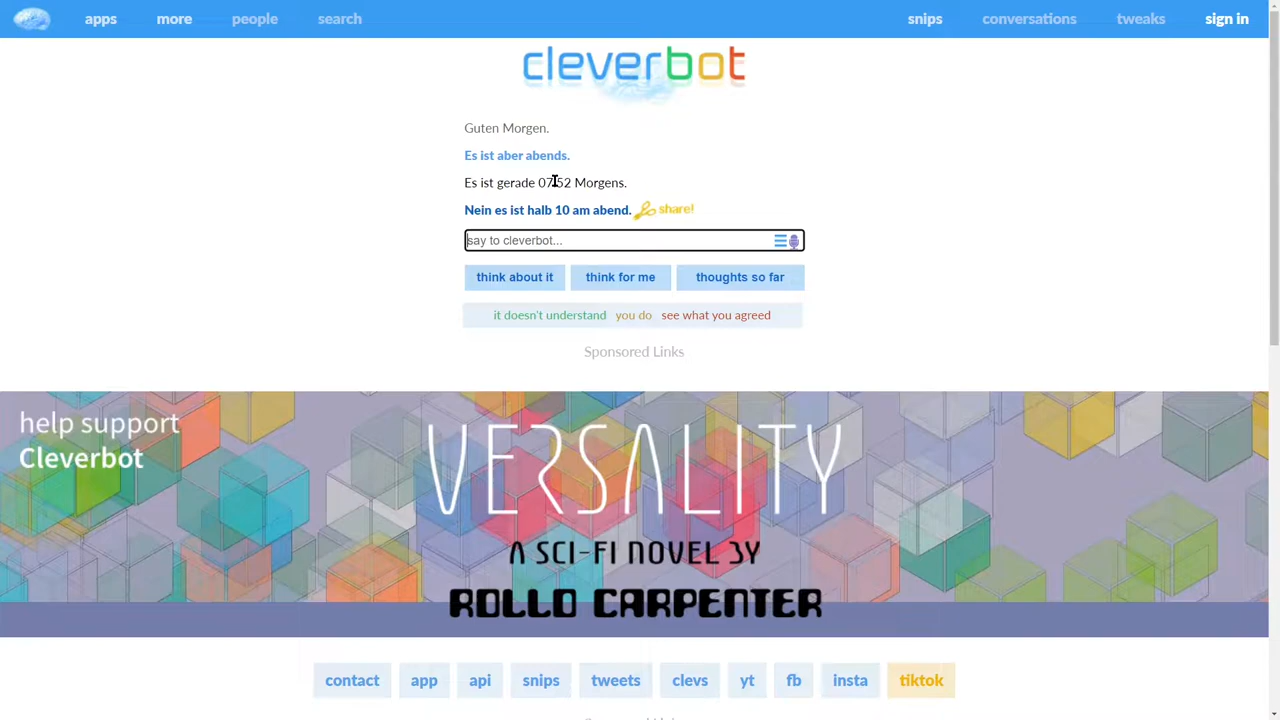 apps more people search snips conversations tweaks sign in
cleverbot
Guten Morgen.
Es ist aber abends.
Es ist gerade 07:52 Morgens.
Nein es ist halb 10 am abend. share!
say to cleverbot...
think about it think for me thoughts so far
it doesn't understand you do see what you agreed
Sponsored Links
help support
Cleverbot
VERSALITY
A SCI-FI NOVEL BY
ROLLO CARPENTER
contact app api snips tweets clevs yt fb insta tiktok